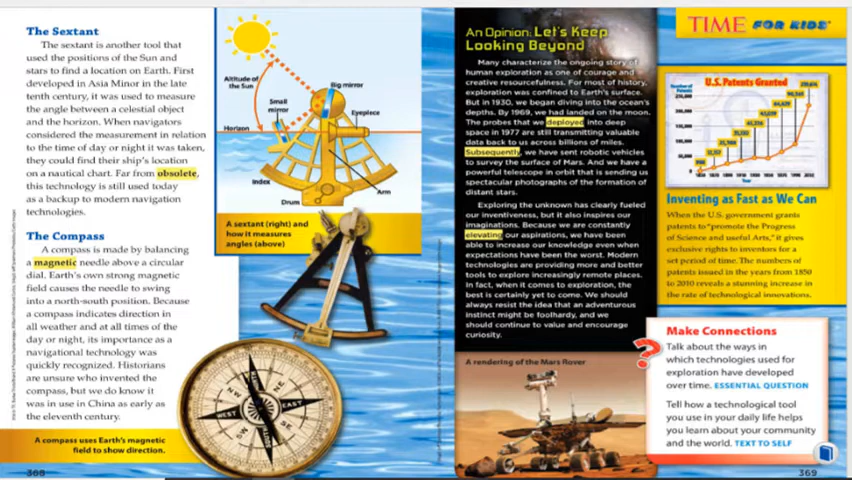 The Sextant
The sextant is another tool that
used the positions of the Sun and
stars to find a location on Earth. First
developed in Asia Minor in the late
tenth century, it was used to measure
the angle between a celestial object
and the horizon. When navigators
considered the measurement in relation
to the time of day or night it was taken,
they could find their ship's location
on a nautical chart. Far from obsolete,
this technology is still used today
as a backup to modern navigation
technologies.
The Compass
A compass is made by balancing
a magnetic needle above a circular
dial. Earth's own strong magnetic
field causes the needle to swing
into a north-south position. Because
a compass indicates direction in
all weather and at all times of the
day or night, its importance as a
navigational technology was
quickly recognized. Historians
are unsure who invented the
compass, but we do know it
was in use in China as early as
the eleventh century.
A compass uses Earth's magnetic
field to show direction.
368
Altitude of
the Sun
Big mirror
Small
mirror
Eyepiece
Horizon
Index
Arm
Drum
A sextant (right) and
how it measures
angles (above)
WEST
EAST
An Opinion: Let's Keep
Looking Beyond
Many characterize the ongoing story of
human exploration as one of courage and
creative resourcefulness. For most of history,
exploration was confined to Earth's surface.
But in 1930, we began diving into the ocean's
depths. By 1969, we had landed on the moon.
The probes that we deployed into deep
space in 1977 are still transmitting valuable
data back to us across billions of miles.
Subsequently, we have sent robotic vehicles
to survey the surface of Mars. And we have a
powerful telescope in orbit that is sending us
spectacular photographs of the formation of
distant stars.
Exploring the unknown has clearly fueled
our inventiveness, but it also inspires our
imaginations. Because we are constantly
elevating our aspirations, we have been
able to increase our knowledge even when
expectations have been the worst. Modern
technologies are providing more and better
tools to explore increasingly remote places.
In fact, when it comes to exploration, the
best is certainly yet to come. We should
always resist the idea that an adventurous
instinct might be foolhardy, and we
should continue to value and encourage
curiosity.
A rendering of the Mars Rover
TIME FOR KIDS
U.S. Patents Granted
Number of
Patents
250,000
200,000
150,000
100,000
50,000
Year
Inventing as Fast as We Can
When the U.S. government grants
patents to "promote the Progress
of Science and useful Arts," it gives
exclusive rights to inventors for a
set period of time. The numbers of
patents issued in the years from 1850
to 2010 reveals a stunning increase in
the rate of technological innovations.
Make Connections
Talk about the ways in
which technologies used for
exploration have developed
over time. ESSENTIAL QUESTION
Tell how a technological tool
you use in your daily life helps
you learn about your community
and the world. TEXT TO SELF
369